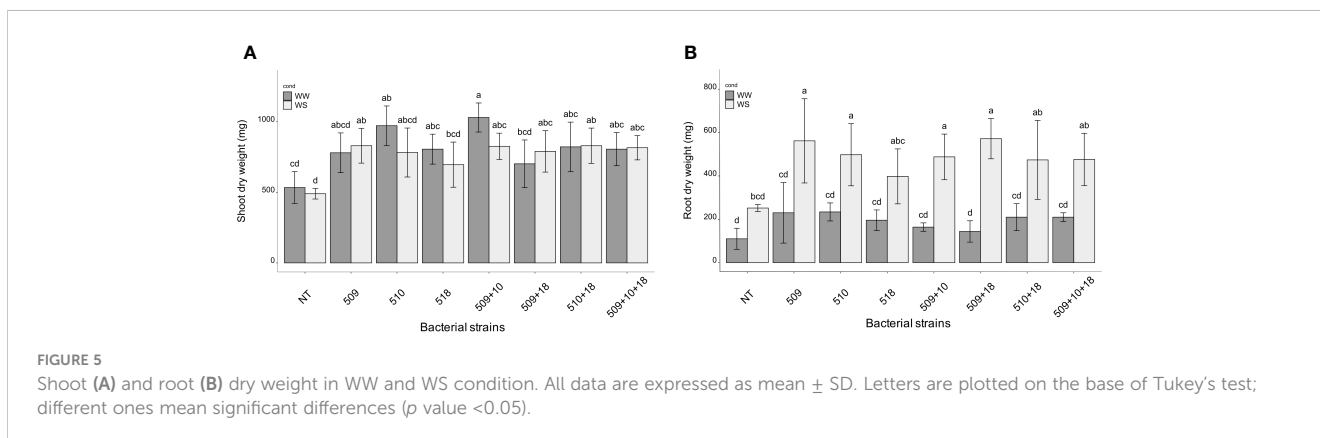 A
cond
WW
WS
Shoot dry weight (mg)
1000
500
0
cd d abcd ab ab abcd abc bcd a abc bcd abc abc ab abc abc
NT 509 510 518 509+10 509+18 510+18 509+10+18
Bacterial strains
B
cond
WW
WS
Root dry weight (mg)
800
600
400
200
0
d bcd cd a cd a cd abc cd a d a cd ab cd ab
NT 509 510 518 509+10 509+18 510+18 509+10+18
Bacterial strains
FIGURE 5
Shoot (A) and root (B) dry weight in WW and WS condition. All data are expressed as mean ± SD. Letters are plotted on the base of Tukey's test;
different ones mean significant differences (p value <0.05).